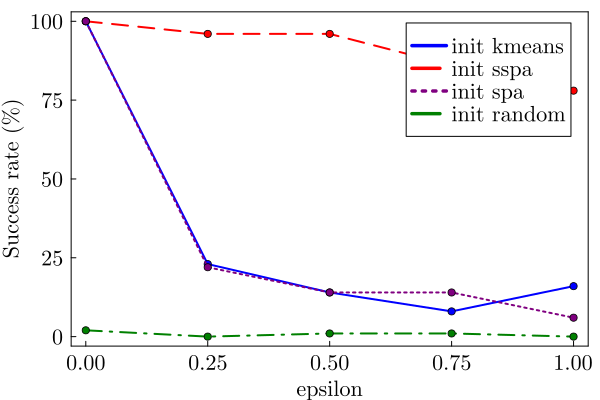 100
75
50
25
0
Success rate (%)
init kmeans
init sspa
init spa
init random
0.00 0.25 0.50 0.75 1.00
epsilon